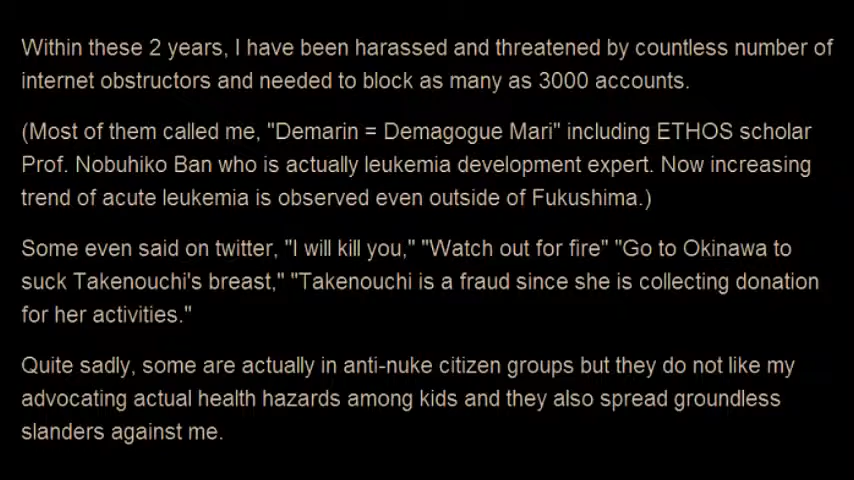 Within these 2 years, I have been harassed and threatened by countless number of
internet obstructors and needed to block as many as 3000 accounts.
(Most of them called me, "Demarin = Demagogue Mari" including ETHOS scholar
Prof. Nobuhiko Ban who is actually leukemia development expert. Now increasing
trend of acute leukemia is observed even outside of Fukushima.)
Some even said on twitter, "I will kill you," "Watch out for fire" "Go to Okinawa to
suck Takenouchi's breast," "Takenouchi is a fraud since she is collecting donation
for her activities."
Quite sadly, some are actually in anti-nuke citizen groups but they do not like my
advocating actual health hazards among kids and they also spread groundless
slanders against me.